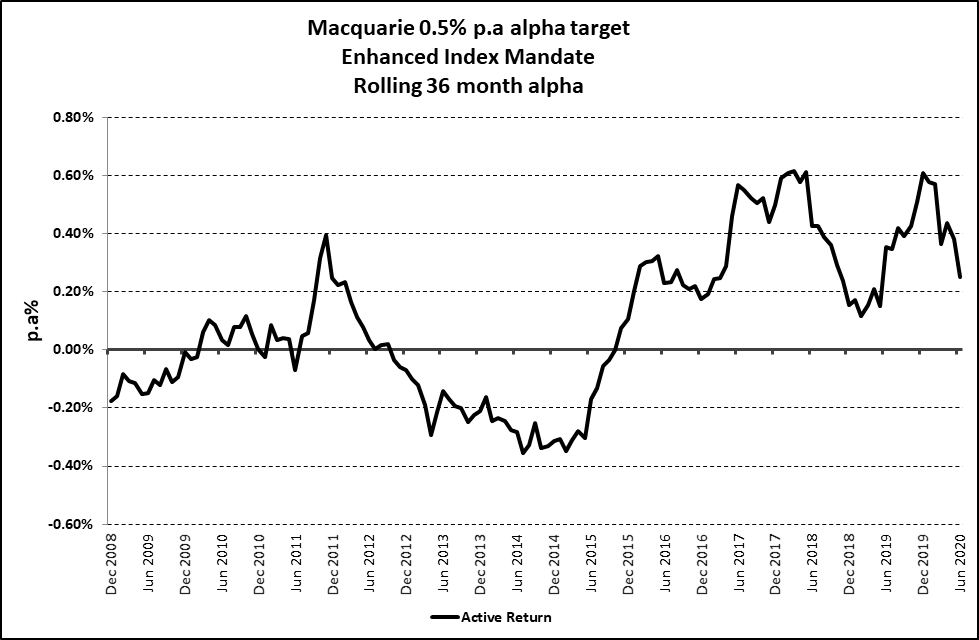 Macquarie 0.5% p.a alpha target
Enhanced Index Mandate
Rolling 36 month alpha
0.80%
0.60%
0.40%
0.20%
0.00%
-0.20%
-0.40%
-0.60%
p.a%
Dec 2008
Jun 2009
Dec 2009
Jun 2010
Dec 2010
Jun 2011
Dec 2011
Jun 2012
Dec 2012
Jun 2013
Dec 2013
Jun 2014
Dec 2014
Jun 2015
Dec 2015
Jun 2016
Dec 2016
Jun 2017
Dec 2017
Jun 2018
Dec 2018
Jun 2019
Dec 2019
Jun 2020
Active Return